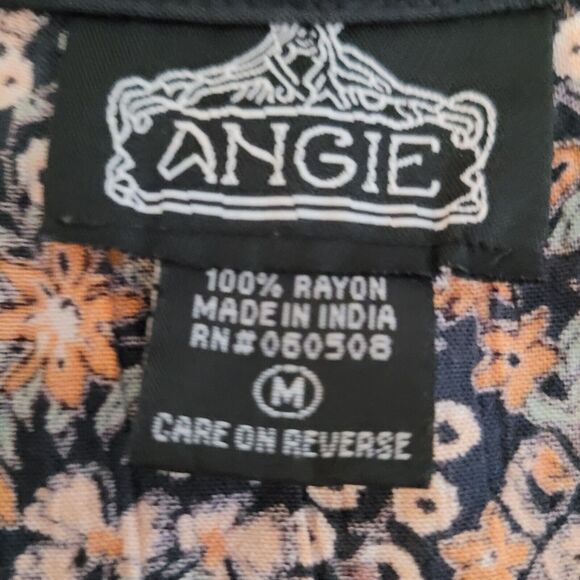 ANGIE
100% RAYON
MADE IN INDIA
RN#060508
M
CARE ON REVERSE